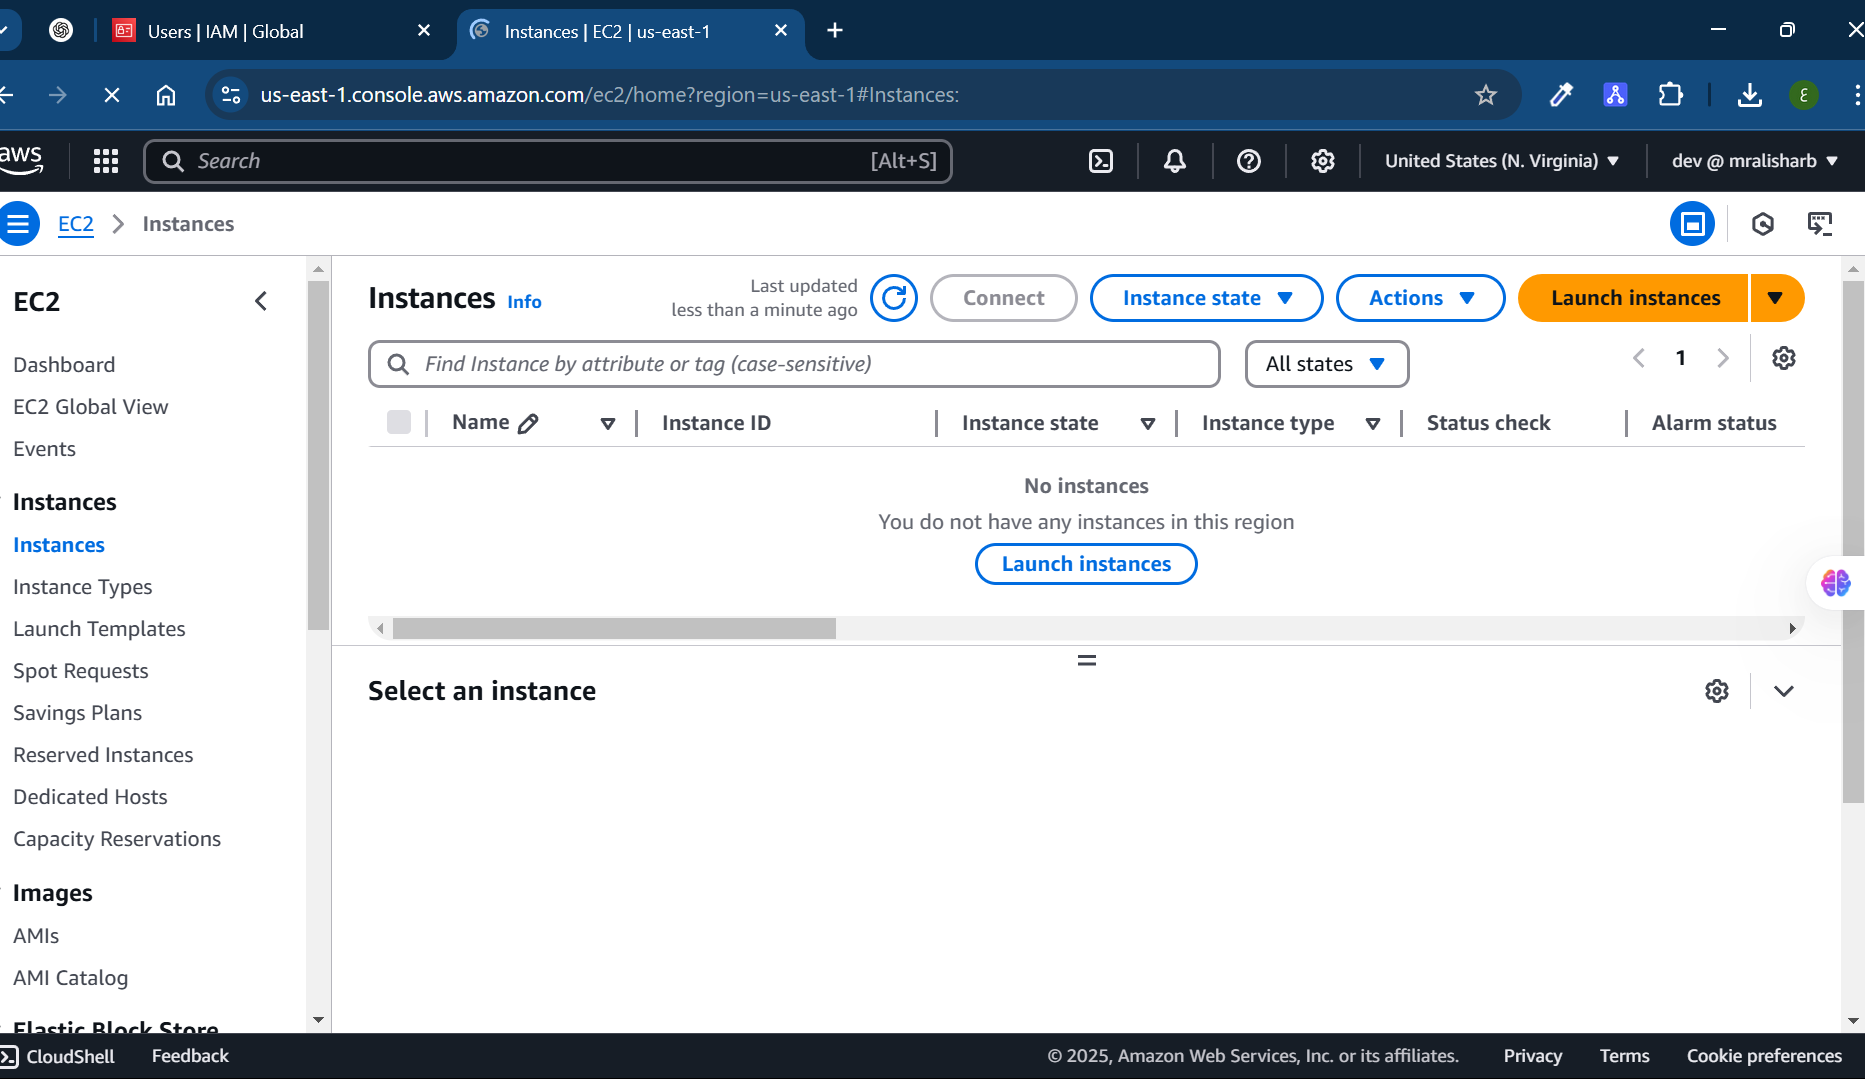 Users | IAM | Global
Instances | EC2 | us-east-1
us-east-1.console.aws.amazon.com/ec2/home?region=us-east-1#Instances:
ε
aws
Search
[Alt+S]
United States (N. Virginia)
dev @ mralisharb
EC2 > Instances
EC2
Dashboard
EC2 Global View
Events
Instances
Instances
Instance Types
Launch Templates
Spot Requests
Savings Plans
Reserved Instances
Dedicated Hosts
Capacity Reservations
Images
AMIs
AMI Catalog
Elastic Block Store
Instances Info
Last updated
less than a minute ago
Connect
Instance state
Actions
Launch instances
Find Instance by attribute or tag (case-sensitive)
All states
1
Name
Instance ID
Instance state
Instance type
Status check
Alarm status
No instances
You do not have any instances in this region
Launch instances
Select an instance
CloudShell
Feedback
© 2025, Amazon Web Services, Inc. or its affiliates.
Privacy
Terms
Cookie preferences